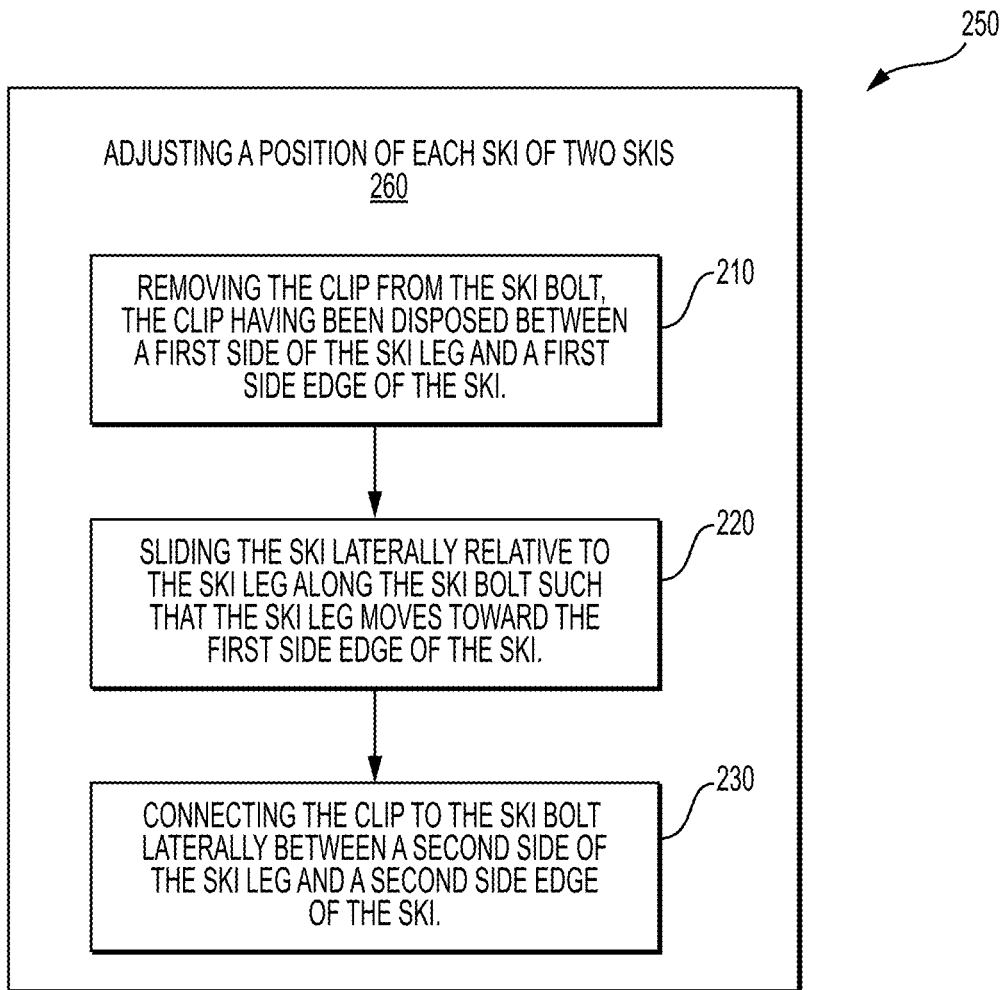 250
ADJUSTING A POSITION OF EACH SKI OF TWO SKIS
260
REMOVING THE CLIP FROM THE SKI BOLT,
THE CLIP HAVING BEEN DISPOSED BETWEEN
A FIRST SIDE OF THE SKI LEG AND A FIRST
SIDE EDGE OF THE SKI.
210
SLIDING THE SKI LATERALLY RELATIVE TO
THE SKI LEG ALONG THE SKI BOLT SUCH
THAT THE SKI LEG MOVES TOWARD THE
FIRST SIDE EDGE OF THE SKI.
220
CONNECTING THE CLIP TO THE SKI BOLT
LATERALLY BETWEEN A SECOND SIDE OF
THE SKI LEG AND A SECOND SIDE EDGE
OF THE SKI.
230